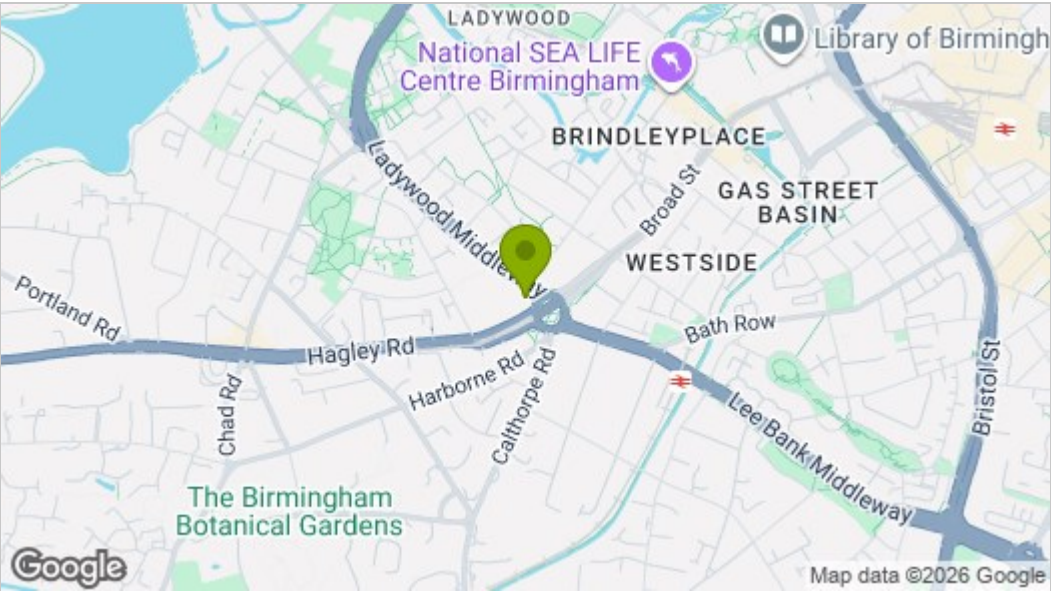 LADYWOOD
National SEA LIFE
Centre Birmingham
Library of Birmingh
BRINDLEYPLACE
Ladywood Middleway
Broad St
GAS STREET
BASIN
WESTSIDE
Portland Rd
Bath Row
Hagley Rd
Harborne Rd
Calthorpe Rd
Chad Rd
Bristol St
Lee Bank Middleway
The Birmingham
Botanical Gardens
Google
Map data ©2026 Google